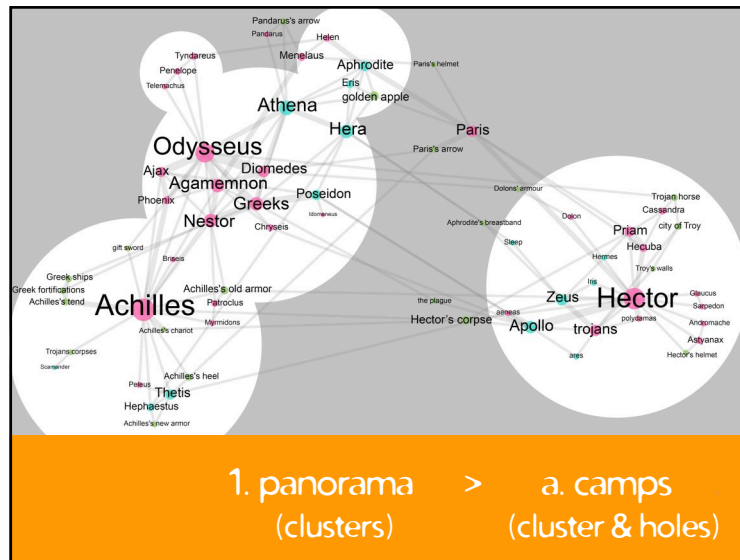 Pandarus's arrow
Pandarus
Helen
Tyndareus
Menelaus
Penelope
Telemachus
Aphrodite
Paris's helmet
Eris
golden apple
Athena
Hera
Paris
Odysseus
Paris's arrow
Ajax
Diomedes
Agamemnon
Phoenix
Greeks
Poseidon
Idomeneus
Nestor
Chryseis
Dolons' armour
Trojan horse
Cassandra
Aphrodite's breastband
Dolon
city of Troy
Priam
Sleep
Hecuba
Hermes
Troy's walls
gift sword
Briseis
Greek ships
Greek fortifications
Achilles's tend
Achilles
Achilles's old armor
Patroclus
Myrmidons
Achilles's chariot
the plague
Hector's corpse
Iris
Zeus
Hector
Glaucus
Sarpedon
aeneas
Apollo
trojans
polydamas
Andromache
Astyanax
Hector's helmet
ares
Trojans corpses
Scamander
Peleus
Achilles's heel
Thetis
Hephaestus
Achilles's new armor
1. panorama > a. camps
(clusters) (cluster & holes)